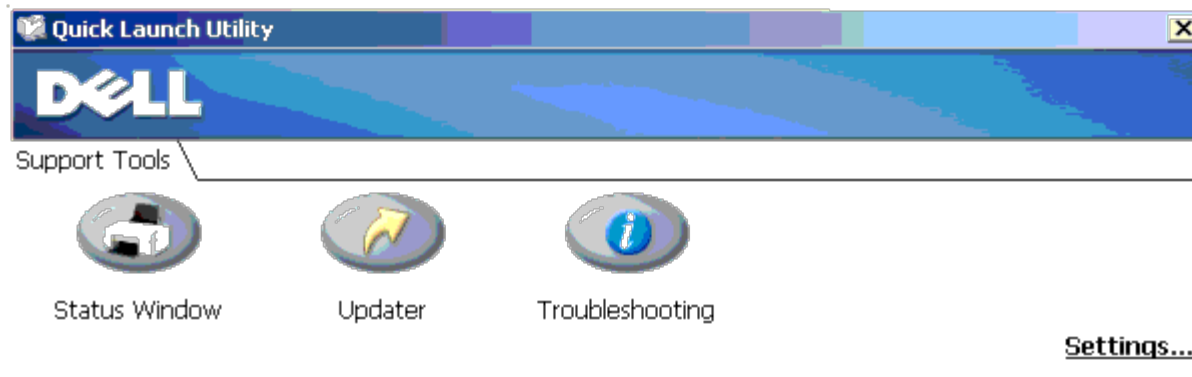 Quick Launch Utility
DELL
Support Tools
Status Window Updater Troubleshooting
Settings...